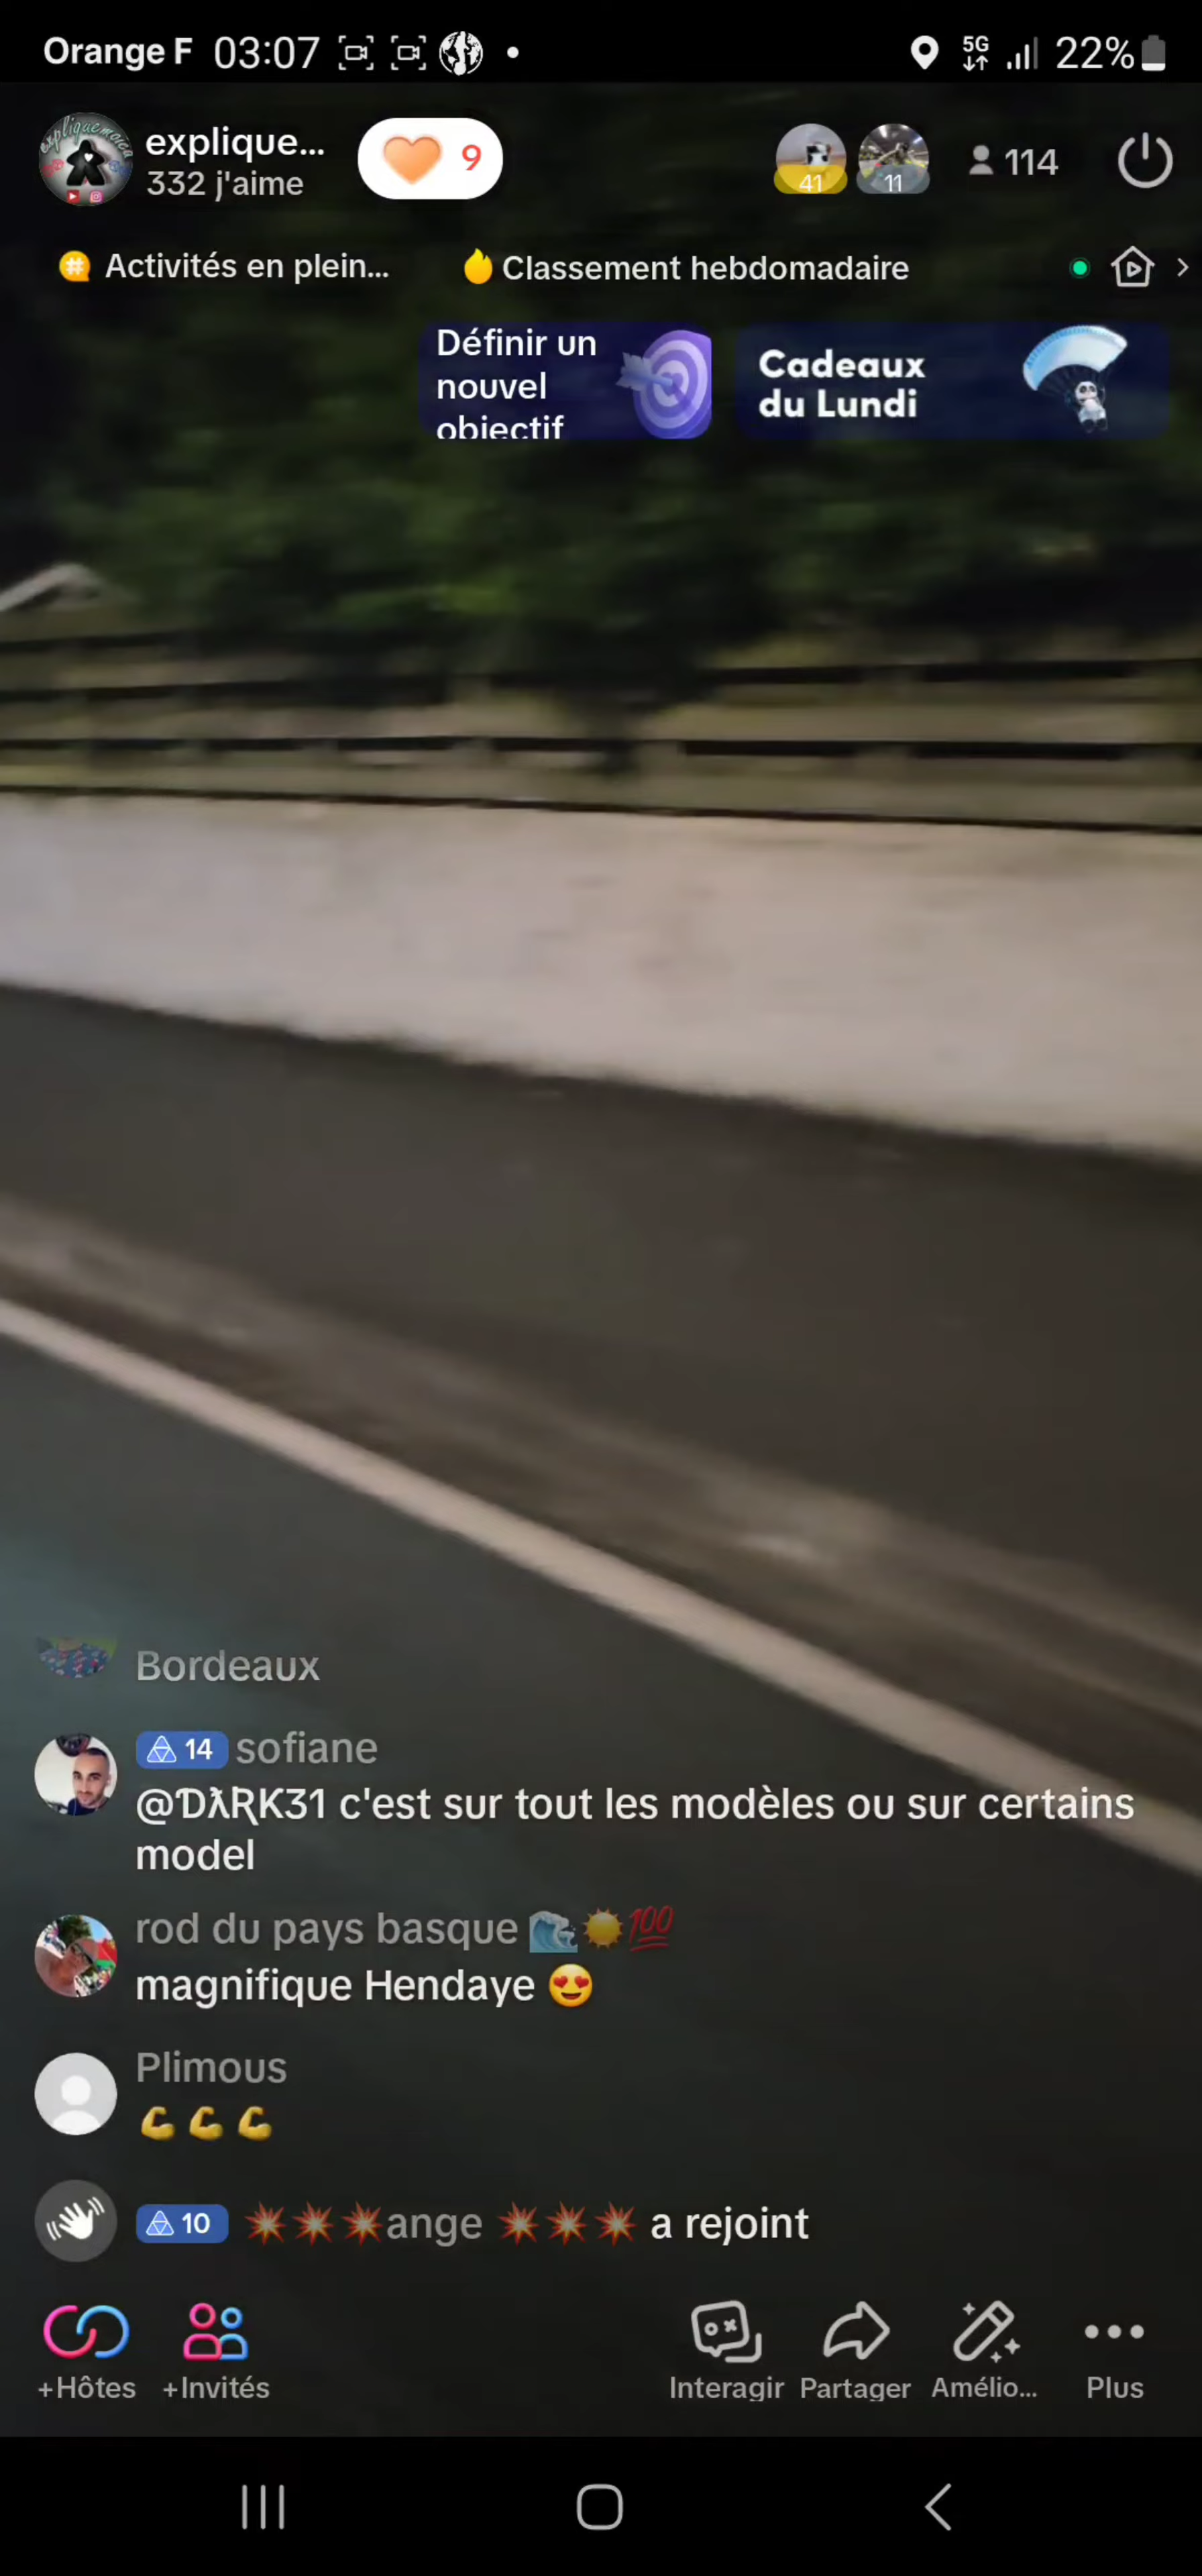 Orange F 03:07
5G 22%
explique...
332 j'aime
9
41
11
114
Activités en plein...
Classement hebdomadaire
Définir un
nouvel
objectif
Cadeaux
du Lundi
Bordeaux
14 sofiane
@ƊƛƦK31 c'est sur tout les modèles ou sur certains
model
rod du pays basque 🌊☀️💯
magnifique Hendaye 😍
Plimous
💪💪💪
10 💥💥💥ange 💥💥💥 a rejoint
+Hôtes
+Invités
Interagir
Partager
Amélio...
Plus